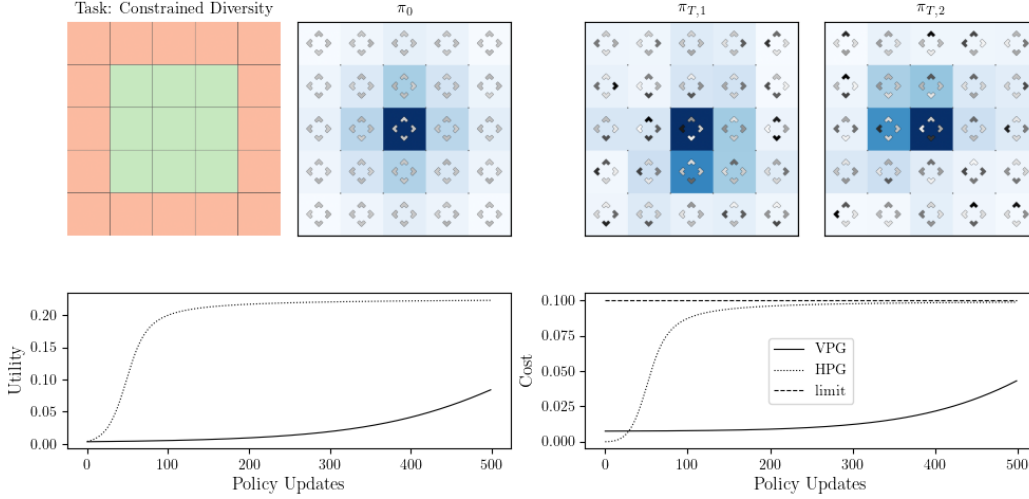 Task: Constrained Diversity
π0
πT,1
πT,2
Utility
0.20
0.15
0.10
0.05
0.00
0
100
200
300
400
500
Policy Updates
Cost
0.100
0.075
0.050
0.025
0.000
VPG
HPG
limit
0
100
200
300
400
500
Policy Updates